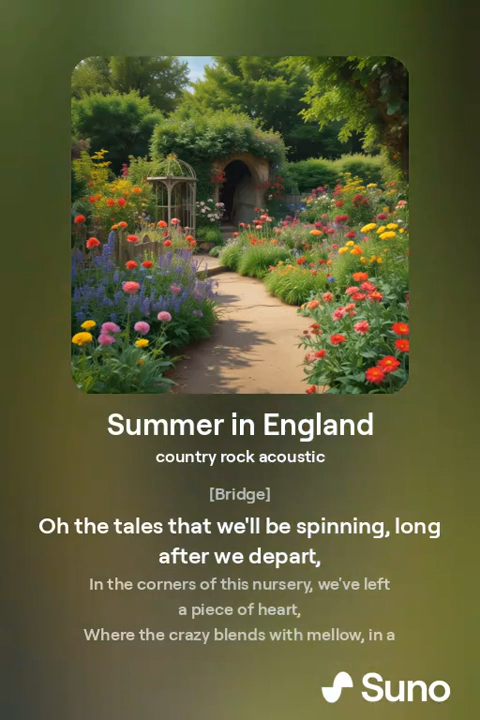 Summer in England
country rock acoustic
[Bridge]
Oh the tales that we'll be spinning, long
after we depart,
In the corners of this nursery, we've left
a piece of heart,
Where the crazy blends with mellow, in a
Suno